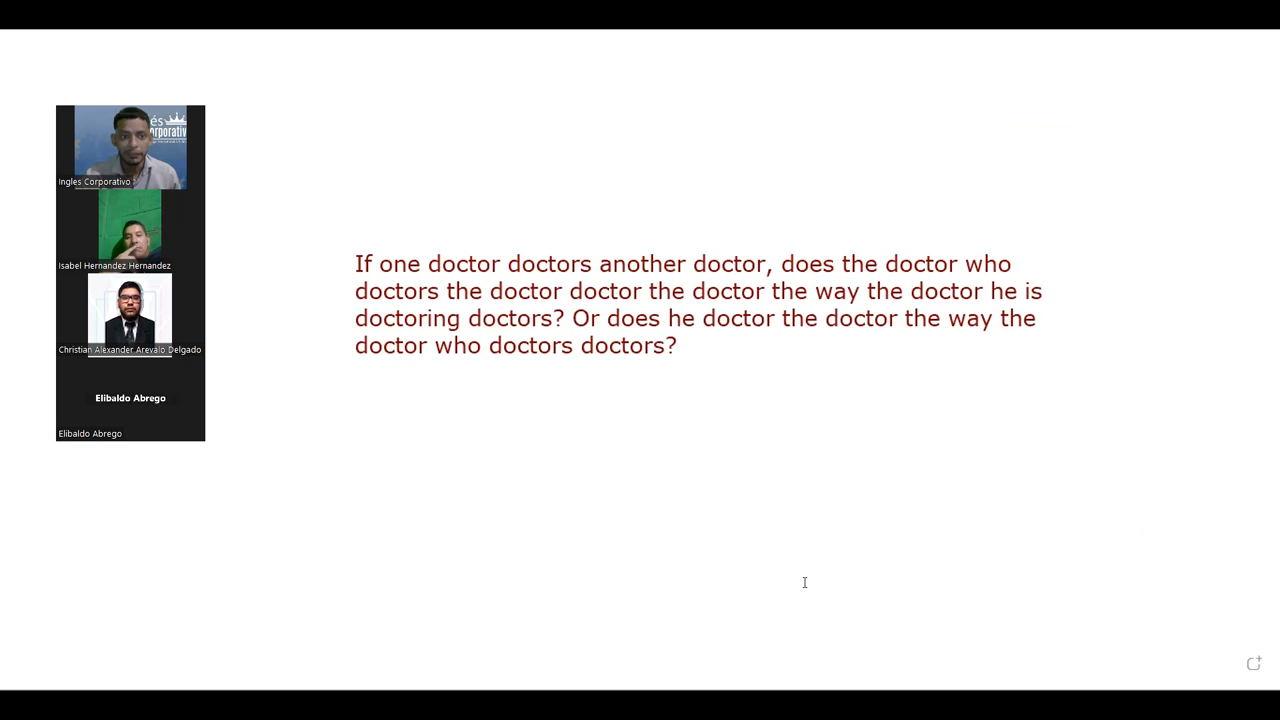 és
orporativ
Ingles Corporativo
Isabel Hernandez Hernandez
Christian Alexander Arevalo Delgado
Elibaldo Abrego
Elibaldo Abrego
If one doctor doctors another doctor, does the doctor who
doctors the doctor doctor the doctor the way the doctor he is
doctoring doctors? Or does he doctor the doctor the way the
doctor who doctors doctors?